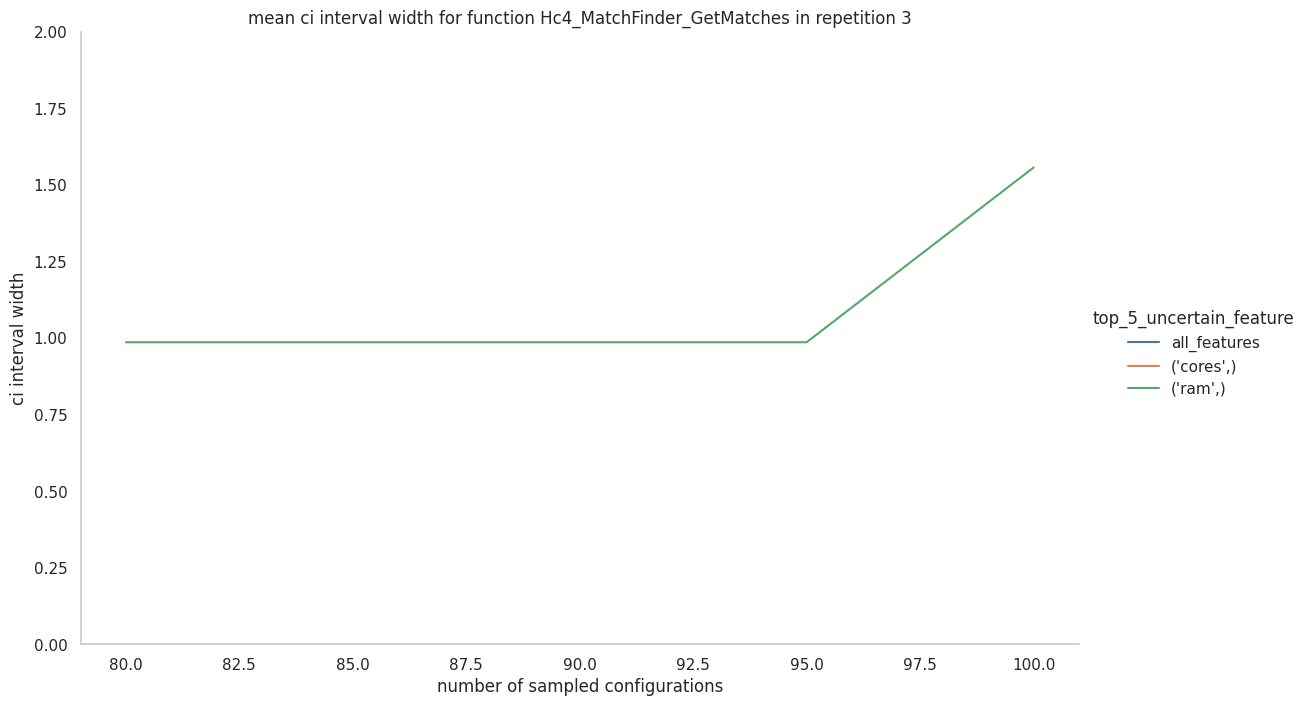 mean ci interval width for function Hc4_MatchFinder_GetMatches in repetition 3
2.00
1.75
1.50
1.25
1.00
0.75
0.50
0.25
0.00
ci interval width
80.0 82.5 85.0 87.5 90.0 92.5 95.0 97.5 100.0
number of sampled configurations
top_5_uncertain_feature
all_features
('cores',)
('ram',)